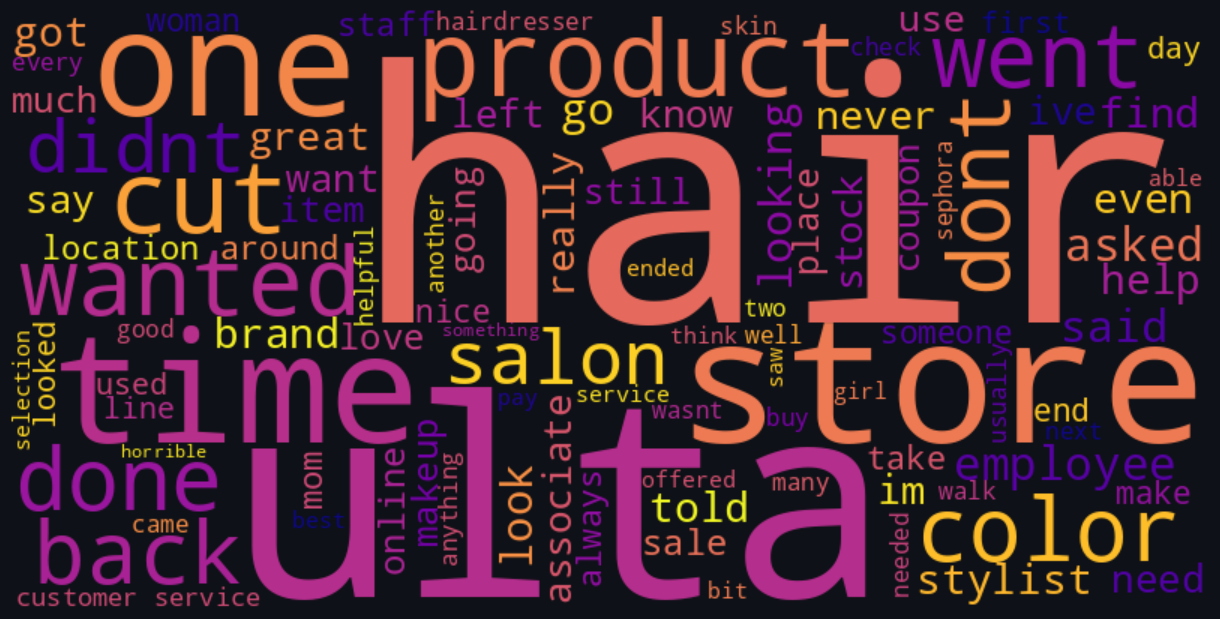 woman
staff
hairdresser
skin
use
first
got
one
product
check
went
day
every
much
left
go
know
looking
never
dont
ive
find
didnt
great
hair
say
cut
want
item
going
really
still
place
stock
coupon
sephora
able
even
location
around
helpful
another
ended
asked
help
wanted
nice
two
good
brand
love
something
think
well
someone
said
selection
looked
time
salon
saw
store
used
line
pay
service
girl
usually
end
wasnt
buy
next
horrible
ulta
associate
take
employee
done
mom
online
makeup
anything
look
always
offered
many
im
walk
make
came
best
told
color
back
sale
needed
stylist
need
customer service
bit